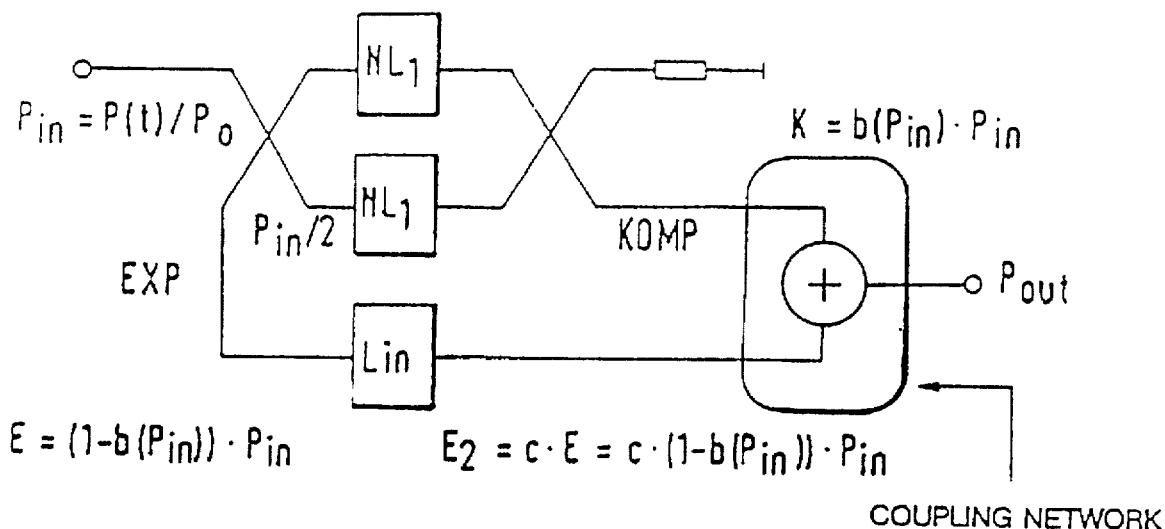 NL1
Pin = P(t)/Po
K = b(Pin) · Pin
NL1
Pin/2
KOMP
EXP
+
Pout
Lin
E = (1-b(Pin)) · Pin
E2 = c · E = c · (1-b(Pin)) · Pin
COUPLING NETWORK